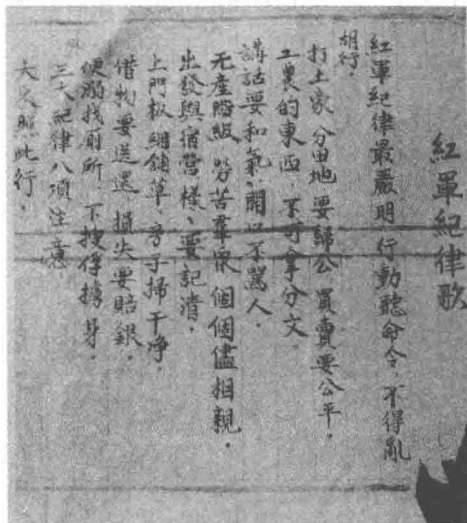 紅軍紀律歌
紅軍紀律最嚴明，行動聽命令，不得亂
胡行，
打土豪，分田地，要歸公，買賣要公平，
工農的東西，不可拿分文，
講話要和氣，開口不罵人，
无產階級，勞苦羣眾，個個儘相親，
出發與宿營樣，要記清，
上門板，綑鋪草，房子掃干净，
借物要送還，損失要賠銀，
便溺找廁所，不搜俘擄身，
三大紀律八項注意，
大家照此行，